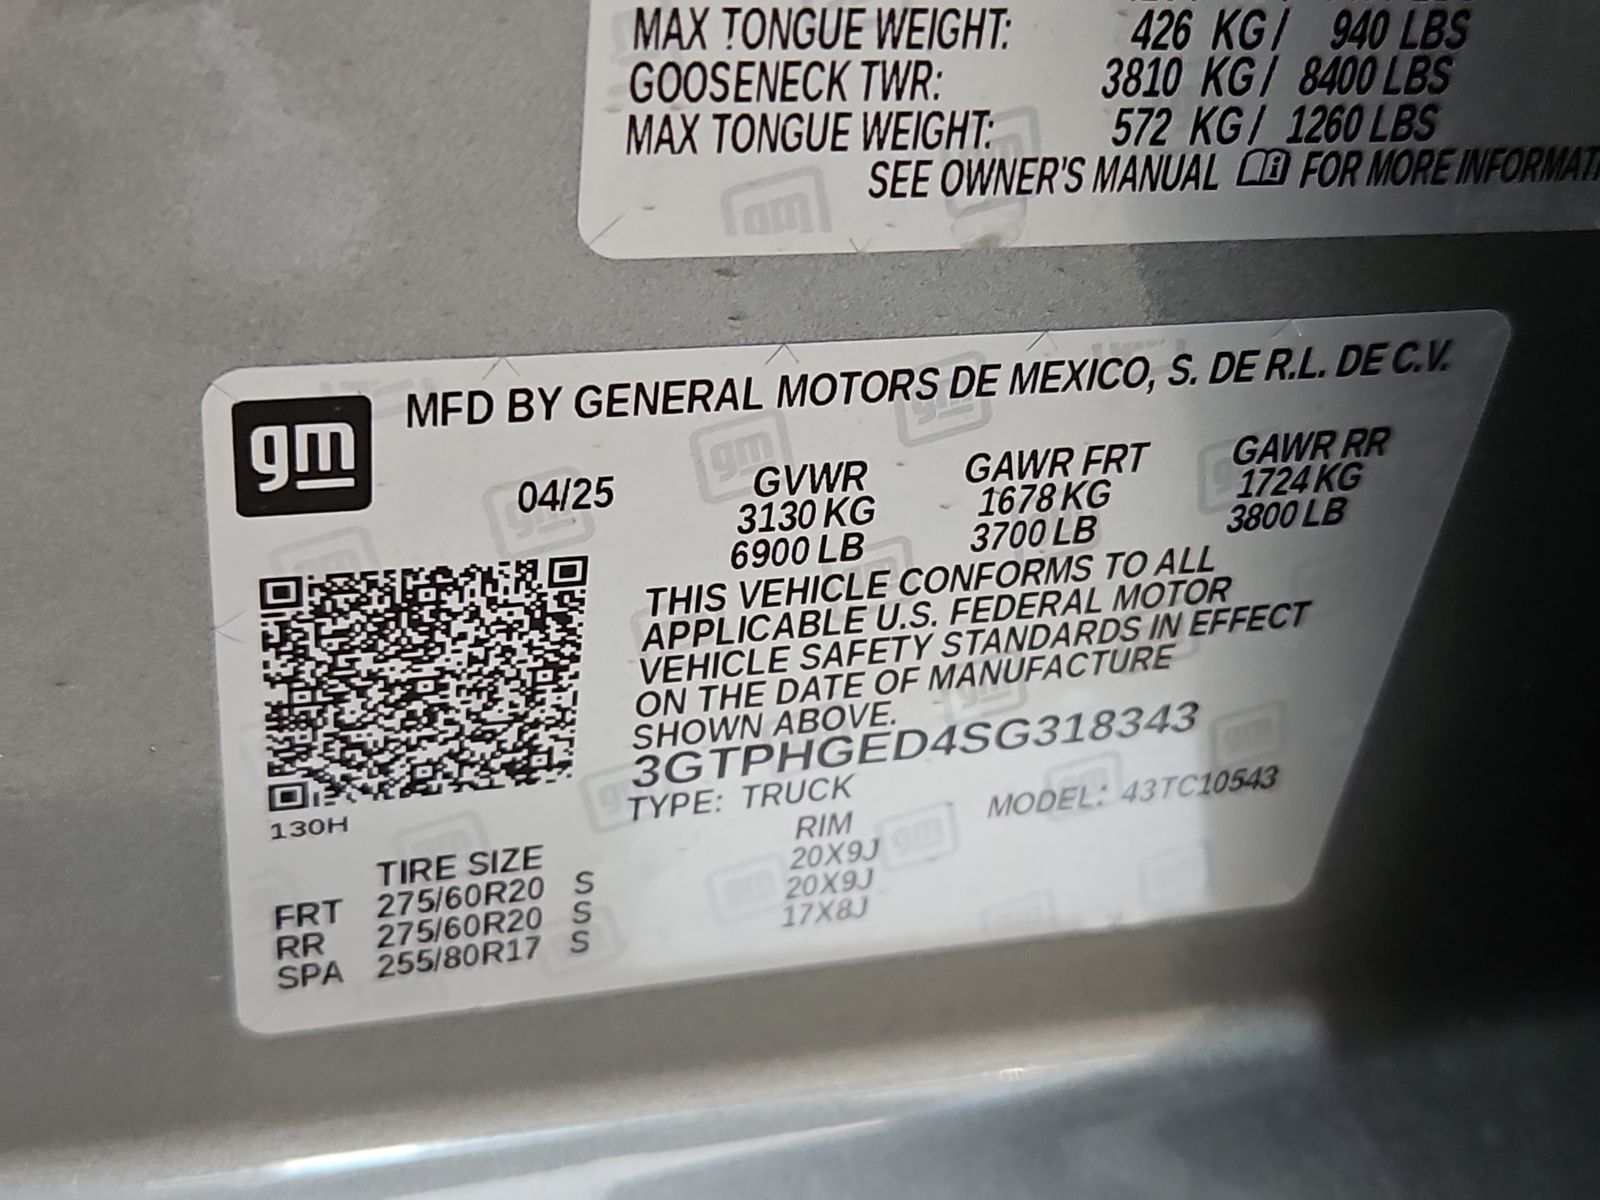 MAX TONGUE WEIGHT: 426 KG/ 940 LBS
GOOSENECK TWR: 3810 KG/ 8400 LBS
MAX TONGUE WEIGHT: 572 KG/ 1260 LBS
SEE OWNER'S MANUAL FOR MORE
gm
MFD BY GENERAL MOTORS DE MEXICO, S. DE R.L. DE C.V.
04/25 GVWR GAWR FRT GAWR RR
3130 KG 1678 KG 1724 KG
6900 LB 3700 LB 3800 LB
THIS VEHICLE CONFORMS TO ALL
APPLICABLE U.S. FEDERAL MOTOR
VEHICLE SAFETY STANDARDS IN EFFECT
ON THE DATE OF MANUFACTURE
SHOWN ABOVE.
3GTPHGED4SG318343
TYPE: TRUCK MODEL: 43TC10543
130H
TIRE SIZE RIM
FRT 275/60R20 S 20X9J
RR 275/60R20 S 20X9J
SPA 255/80R17 S 17X8J